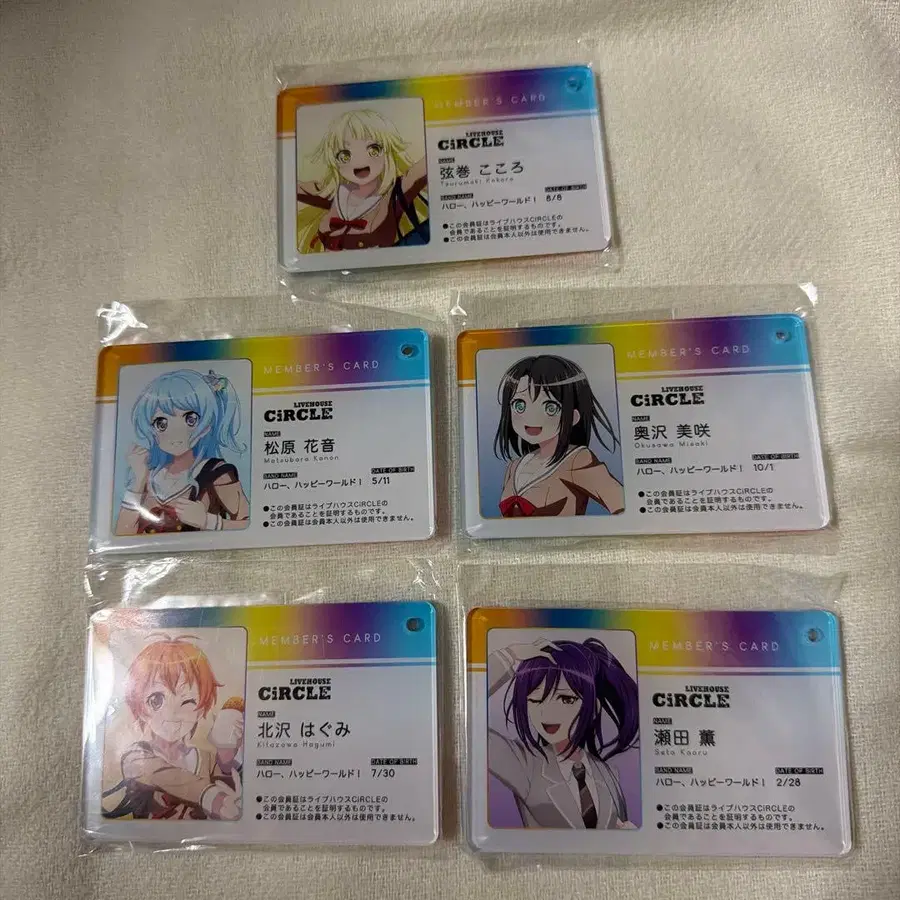 MEMBER'S CARD
LIVEHOUSE
CiRCLE
NAME
弦巻 こころ
Tsurumaki Kokoro
BAND NAME
DATE OF BIRTH
ハロー、ハッピーワールド！
8/8
●この会員証はライブハウスCiRCLEの
会員であることを証明するものです。
●この会員証は会員本人以外は使用できません。
MEMBER'S CARD
LIVEHOUSE
CiRCLE
NAME
松原 花音
Matsubara Kanon
BAND NAME
DATE OF BIRTH
ハロー、ハッピーワールド！
5/11
●この会員証はライブハウスCiRCLEの
会員であることを証明するものです。
●この会員証は会員本人以外は使用できません。
MEMBER'S CARD
LIVEHOUSE
CiRCLE
NAME
奥沢 美咲
Okusawa Misaki
BAND NAME
DATE OF BIRTH
ハロー、ハッピーワールド！
10/1
●この会員証はライブハウスCiRCLEの
会員であることを証明するものです。
●この会員証は会員本人以外は使用できません。
MEMBER'S CARD
LIVEHOUSE
CiRCLE
NAME
北沢 はぐみ
Kitazawa Hagumi
BAND NAME
DATE OF BIRTH
ハロー、ハッピーワールド！
7/30
●この会員証はライブハウスCiRCLEの
会員であることを証明するものです。
●この会員証は会員本人以外は使用できません。
MEMBER'S CARD
LIVEHOUSE
CiRCLE
NAME
瀬田 薫
Seta Kaoru
BAND NAME
DATE OF BIRTH
ハロー、ハッピーワールド！
2/28
●この会員証はライブハウスCiRCLEの
会員であることを証明するものです。
●この会員証は会員本人以外は使用できません。